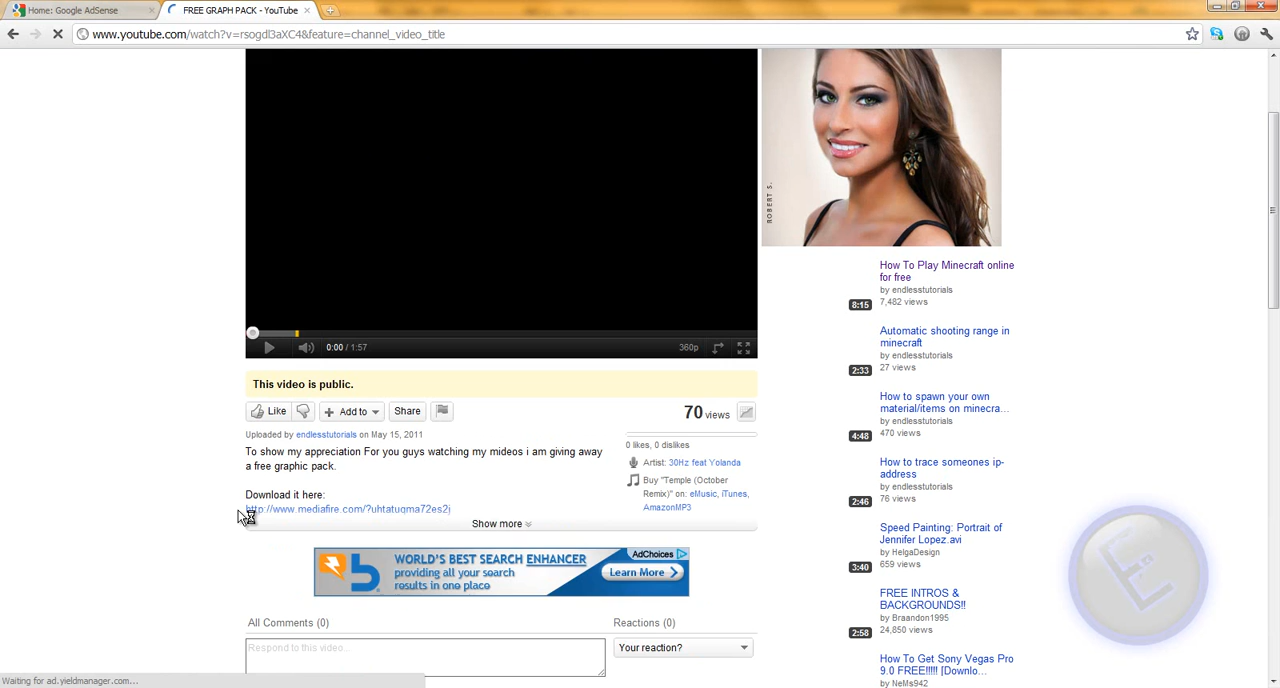 Home: Google AdSense
FREE GRAPH PACK - YouTube
www.youtube.com/watch?v=rsogdl3aXC4&feature=channel_video_title
ROBERT S.
0:00 / 1:57
360p
This video is public.
Like
Add to
Share
70 views
Uploaded by endlesstutorials on May 15, 2011
To show my appreciation For you guys watching my mideos i am giving away
a free graphic pack.
Download it here:
http://www.mediafire.com/?uhtatuqma72es2j
Show more
0 likes, 0 dislikes
Artist: 30Hz feat Yolanda
Buy "Temple (October
Remix)" on: eMusic, iTunes,
AmazonMP3
AdChoices
WORLD'S BEST SEARCH ENHANCER
providing all your search
results in one place
Learn More
All Comments (0)
Respond to this video...
Reactions (0)
Your reaction?
How To Play Minecraft online
for free
by endlesstutorials
8:15
7,482 views
Automatic shooting range in
minecraft
by endlesstutorials
2:33
27 views
How to spawn your own
material/items on minecra...
by endlesstutorials
4:48
470 views
How to trace someones ip-
address
by endlesstutorials
2:46
76 views
Speed Painting: Portrait of
Jennifer Lopez.avi
by HelgaDesign
3:40
659 views
FREE INTROS &
BACKGROUNDS!!
by Braandon1995
2:58
24,850 views
How To Get Sony Vegas Pro
9.0 FREE!!!!! [Downlo...
by NeMs942
E
Waiting for ad.yieldmanager.com...